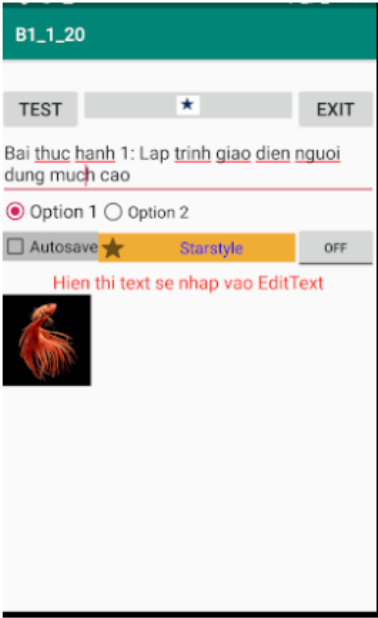 B1_1_20
TEST EXIT
Bai thuc hanh 1: Lap trinh giao dien nguoi
dung much cao
Option 1 Option 2
Autosave Starstyle OFF
Hien thi text se nhap vao EditText